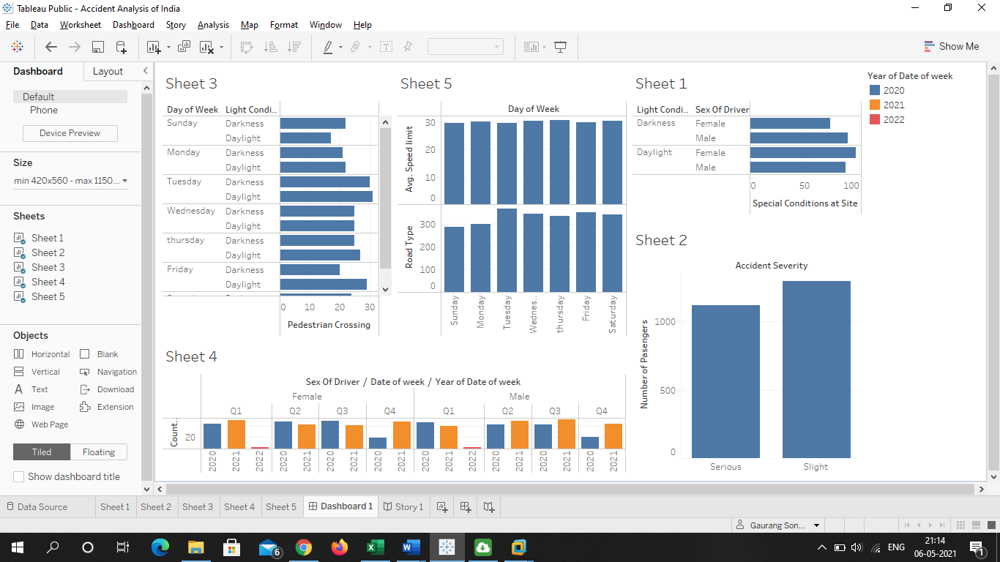 Tableau Public - Accident Analysis of India
File Data Worksheet Dashboard Story Analysis Map Format Window Help
Show Me
Dashboard Layout
Default
Phone
Device Preview
Size
min 420x560 - max 1150...
Sheets
Sheet 1
Sheet 2
Sheet 3
Sheet 4
Sheet 5
Objects
Horizontal Blank
Vertical Navigation
Text Download
Image Extension
Web Page
Tiled Floating
Show dashboard title
Sheet 3
Day of Week Light Condi..
Sunday Darkness
Daylight
Monday Darkness
Daylight
Tuesday Darkness
Daylight
Wednesday Darkness
Daylight
thursday Darkness
Daylight
Friday Darkness
Daylight
0 10 20 30
Pedestrian Crossing
Sheet 5
Day of Week
Avg. Speed limit
30
20
10
0
Road Type
300
200
100
0
Sunday Monday Tuesday Wednes.. thursday Friday Saturday
Sheet 1
Light Condi.. Sex Of Driver
Darkness Female
Male
Daylight Female
Male
0 50 100
Special Conditions at Site
Year of Date of week
2020
2021
2022
Sheet 2
Accident Severity
Number of Pasengers
1000
500
0
Serious Slight
Sheet 4
Sex Of Driver / Date of week / Year of Date of week
Female Male
Q1 Q2 Q3 Q4 Q1 Q2 Q3 Q4
Count..
20
2020 2021 2022 2020 2021 2020 2021 2020 2021 2020 2021 2022 2020 2021 2020 2021 2020 2021
Data Source Sheet 1 Sheet 2 Sheet 3 Sheet 4 Sheet 5 Dashboard 1 Story 1
Gaurang Son...
6
ENG
21:14
06-05-2021
1